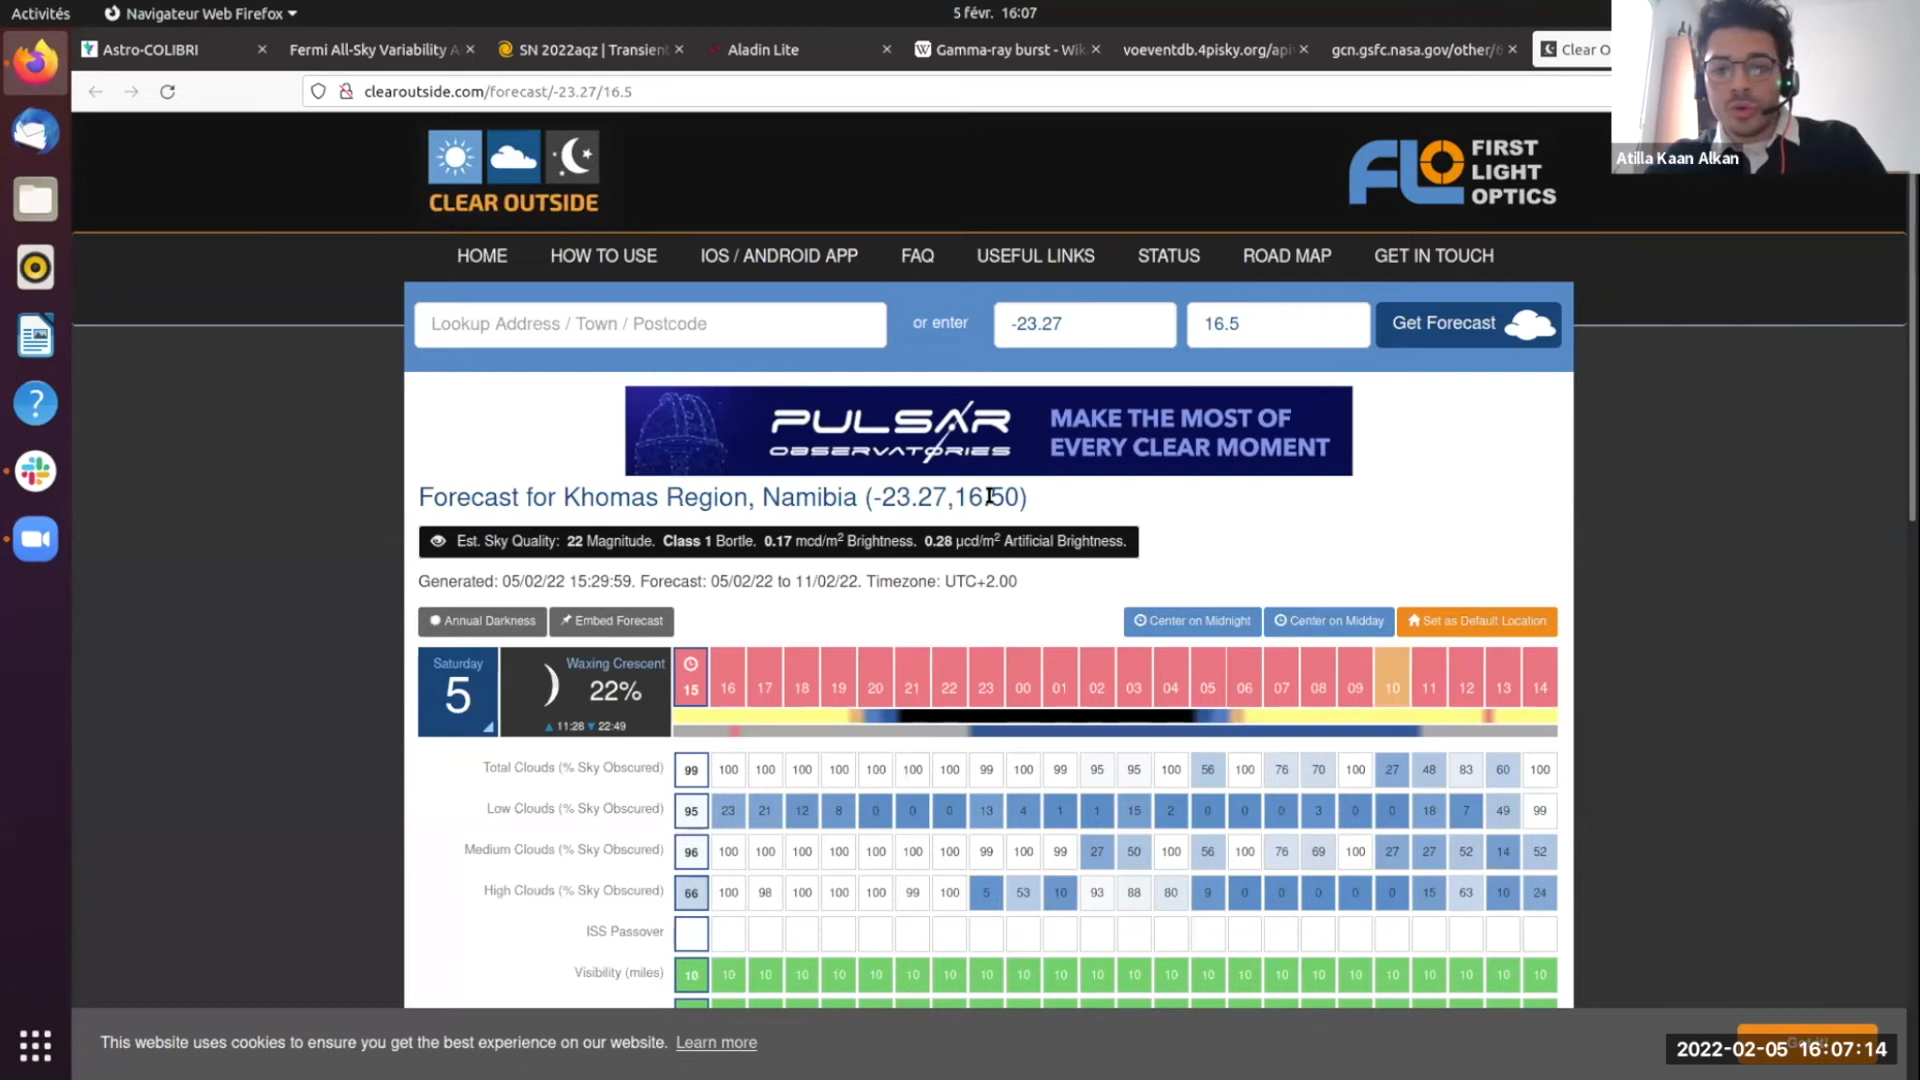 Activités
Navigateur Web Firefox
5 févr. 16:07
Astro-COLIBRI
Fermi All-Sky Variability A
SN 2022aqz | Transient
Aladin Lite
Gamma-ray burst - Wik
voeventdb.4pisky.org/api
gcn.gsfc.nasa.gov/other/6
Clear O
clearoutside.com/forecast/-23.27/16.5
Atilla Kaan Alkan
CLEAR OUTSIDE
FLO FIRST LIGHT OPTICS
HOME HOW TO USE IOS / ANDROID APP FAQ USEFUL LINKS STATUS ROAD MAP GET IN TOUCH
Lookup Address / Town / Postcode or enter -23.27 16.5 Get Forecast
PULSAR OBSERVATORIES
MAKE THE MOST OF
EVERY CLEAR MOMENT
Forecast for Khomas Region, Namibia (-23.27,16.50)
Est. Sky Quality: 22 Magnitude. Class 1 Bortle. 0.17 mcd/m² Brightness. 0.28 µcd/m² Artificial Brightness.
Generated: 05/02/22 15:29:59. Forecast: 05/02/22 to 11/02/22. Timezone: UTC+2.00
Annual Darkness Embed Forecast Center on Midnight Center on Midday Set as Default Location
Saturday
5
Waxing Crescent
22%
11:28 22:49
15 16 17 18 19 20 21 22 23 00 01 02 03 04 05 06 07 08 09 10 11 12 13 14
Total Clouds (% Sky Obscured) 99 100 100 100 100 100 100 100 99 100 99 95 95 100 56 100 76 70 100 27 48 83 60 100
Low Clouds (% Sky Obscured) 95 23 21 12 8 0 0 0 13 4 1 1 15 2 0 0 0 3 0 0 18 7 49 99
Medium Clouds (% Sky Obscured) 96 100 100 100 100 100 100 100 99 100 99 27 50 100 56 100 76 69 100 27 27 52 14 52
High Clouds (% Sky Obscured) 66 100 98 100 100 100 99 100 5 53 10 93 88 80 9 0 0 0 0 0 15 63 10 24
ISS Passover
Visibility (miles) 10 10 10 10 10 10 10 10 10 10 10 10 10 10 10 10 10 10 10 10 10 10 10 10
This website uses cookies to ensure you get the best experience on our website. Learn more
2022-02-05 16:07:14